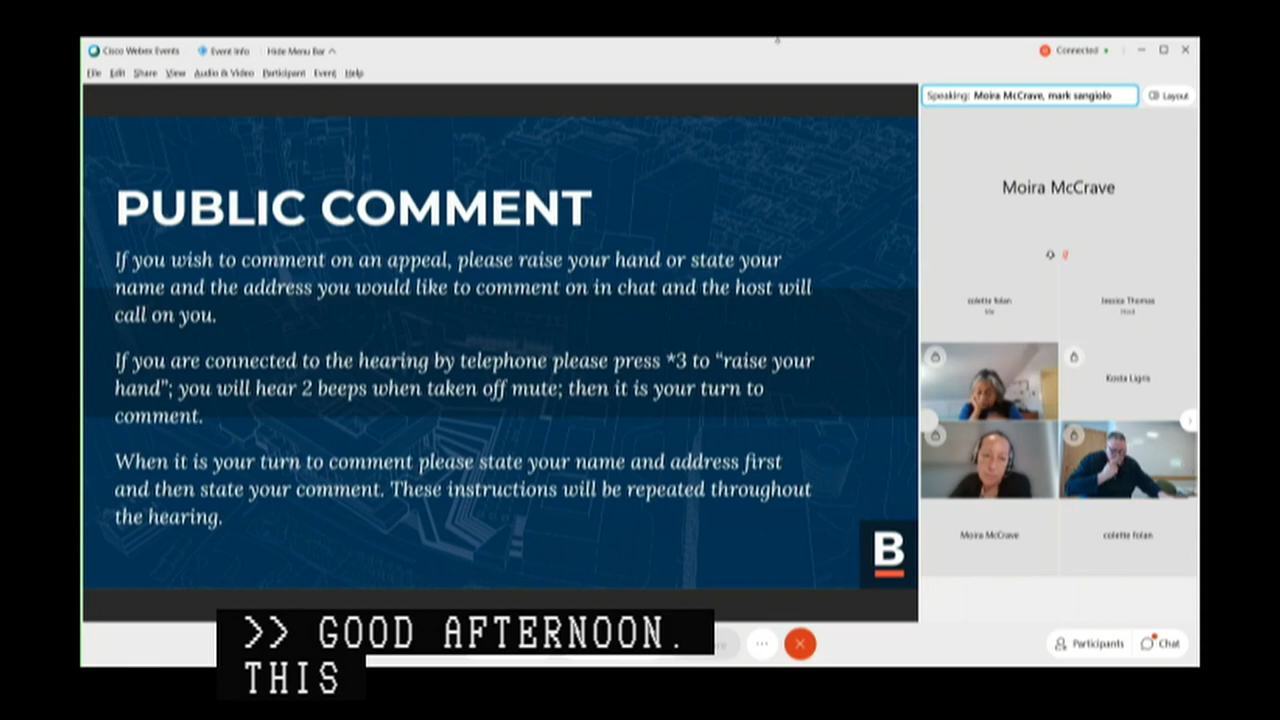 Cisco Webex Events Event Info Hide Menu Bar Connected
File Edit Share View Audio & Video Participant Event Help
Speaking: Moira McCrave, mark sangiolo Layout
PUBLIC COMMENT
If you wish to comment on an appeal, please raise your hand or state your
name and the address you would like to comment on in chat and the host will
call on you.
If you are connected to the hearing by telephone please press *3 to “raise your
hand”; you will hear 2 beeps when taken off mute; then it is your turn to
comment.
When it is your turn to comment please state your name and address first
and then state your comment. These instructions will be repeated throughout
the hearing.
B
Moira McCrave
colette folan
Me
Jessica Thomas
Host
Kosta Ligris
Moira McCrave
colette folan
Participants Chat
>> GOOD AFTERNOON.
THIS